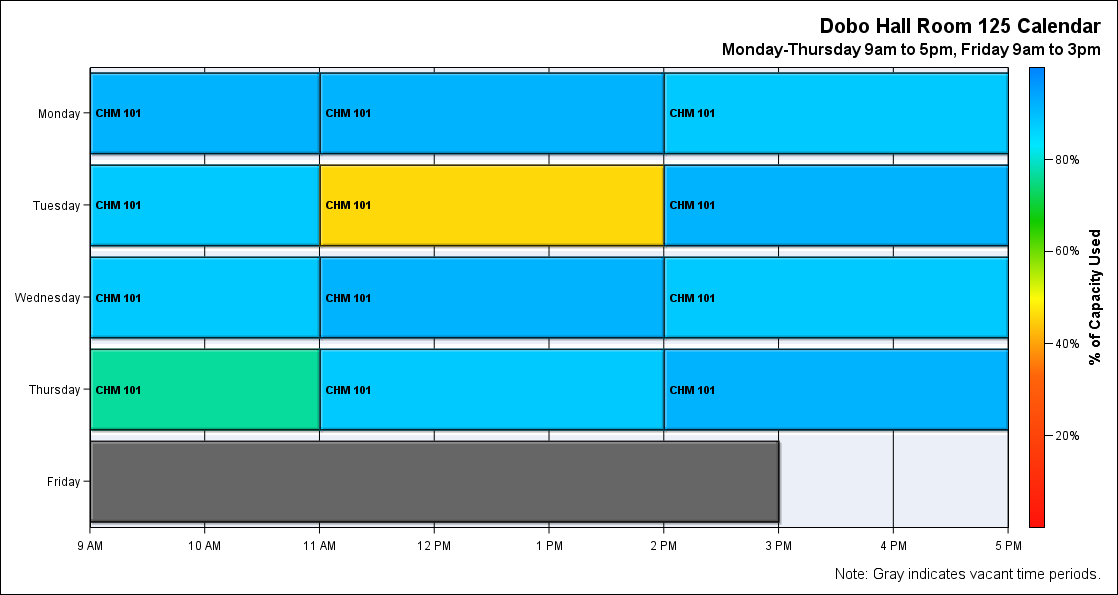 Dobo Hall Room 125 Calendar
Monday-Thursday 9am to 5pm, Friday 9am to 3pm
Monday
CHM 101
CHM 101
CHM 101
Tuesday
CHM 101
CHM 101
CHM 101
Wednesday
CHM 101
CHM 101
CHM 101
Thursday
CHM 101
CHM 101
CHM 101
Friday
9 AM
10 AM
11 AM
12 PM
1 PM
2 PM
3 PM
4 PM
5 PM
80%
60%
40%
20%
% of Capacity Used
Note: Gray indicates vacant time periods.